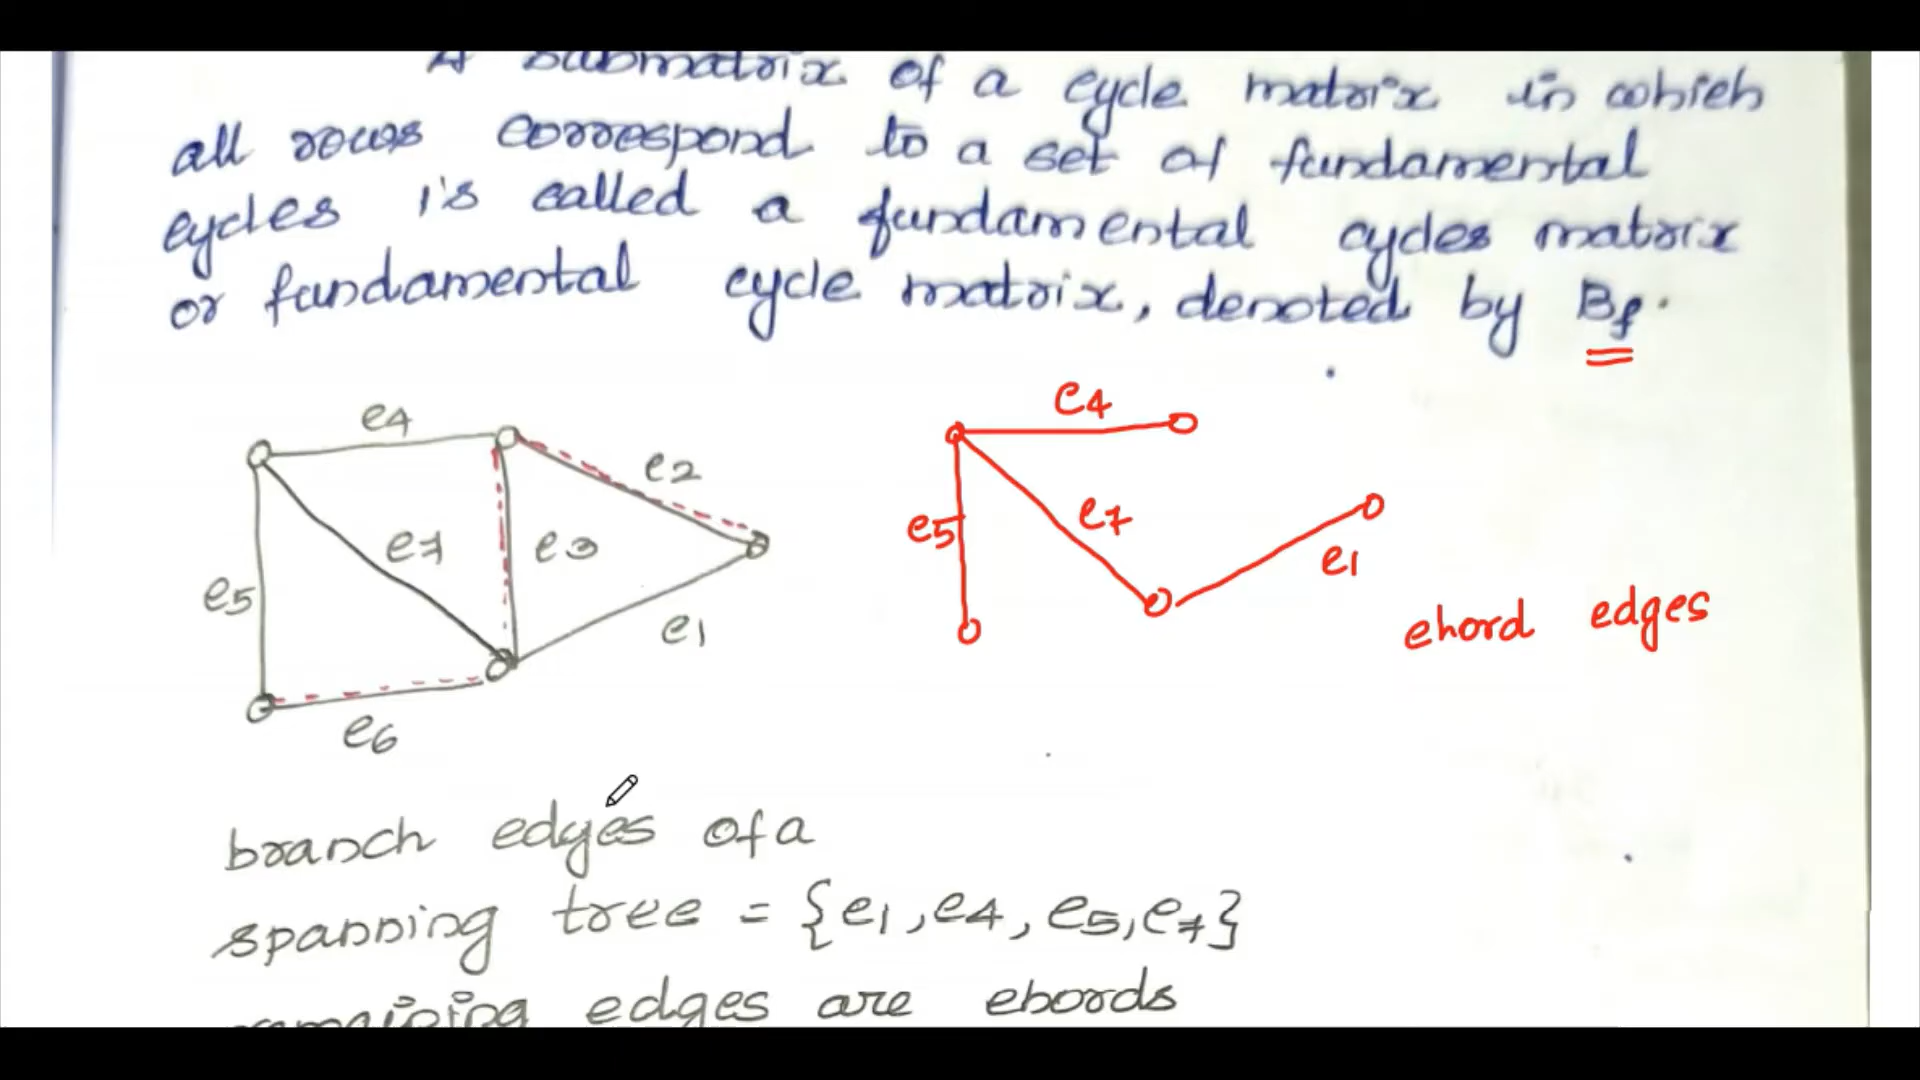 A submatrix of a cycle matrix in which
all rows correspond to a set of fundamental
cycles is called a fundamental cycles matrix
or fundamental cycle matrix, denoted by Bf.
e4
e2
e7
e3
e5
e1
e6
e4
e5
e7
e1
chord edges
branch edges of a
spanning tree = {e1, e4, e5, e7}
remaining edges are chords